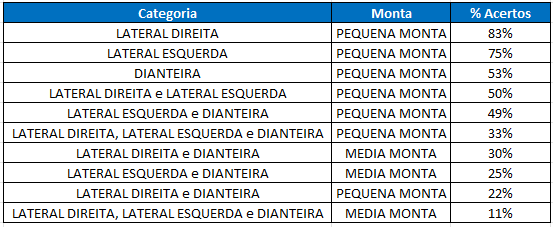 Categoria Monta % Acertos
LATERAL DIREITA PEQUENA MONTA 83%
LATERAL ESQUERDA PEQUENA MONTA 75%
DIANTEIRA PEQUENA MONTA 53%
LATERAL DIREITA e LATERAL ESQUERDA PEQUENA MONTA 50%
LATERAL ESQUERDA e DIANTEIRA PEQUENA MONTA 49%
LATERAL DIREITA, LATERAL ESQUERDA e DIANTEIRA PEQUENA MONTA 33%
LATERAL DIREITA e DIANTEIRA MEDIA MONTA 30%
LATERAL ESQUERDA e DIANTEIRA MEDIA MONTA 25%
LATERAL DIREITA e DIANTEIRA PEQUENA MONTA 22%
LATERAL DIREITA, LATERAL ESQUERDA e DIANTEIRA MEDIA MONTA 11%